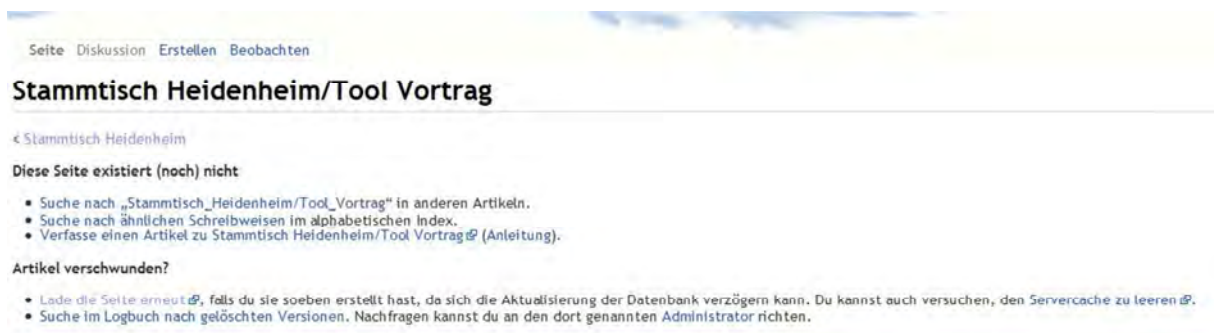 Seite Diskussion Erstellen Beobachten
Stammtisch Heidenheim/Tool Vortrag
< Stammtisch Heidenheim
Diese Seite existiert (noch) nicht
• Suche nach „Stammtisch_Heidenheim/Tool_Vortrag“ in anderen Artikeln.
• Suche nach ähnlichen Schreibweisen im alphabetischen Index.
• Verfasse einen Artikel zu Stammtisch Heidenheim/Tool Vortrag (Anleitung).
Artikel verschwunden?
• Lade die Seite erneut, falls du sie soeben erstellt hast, da sich die Aktualisierung der Datenbank verzögern kann. Du kannst auch versuchen, den Servercache zu leeren.
• Suche im Logbuch nach gelöschten Versionen. Nachfragen kannst du an den dort genannten Administrator richten.